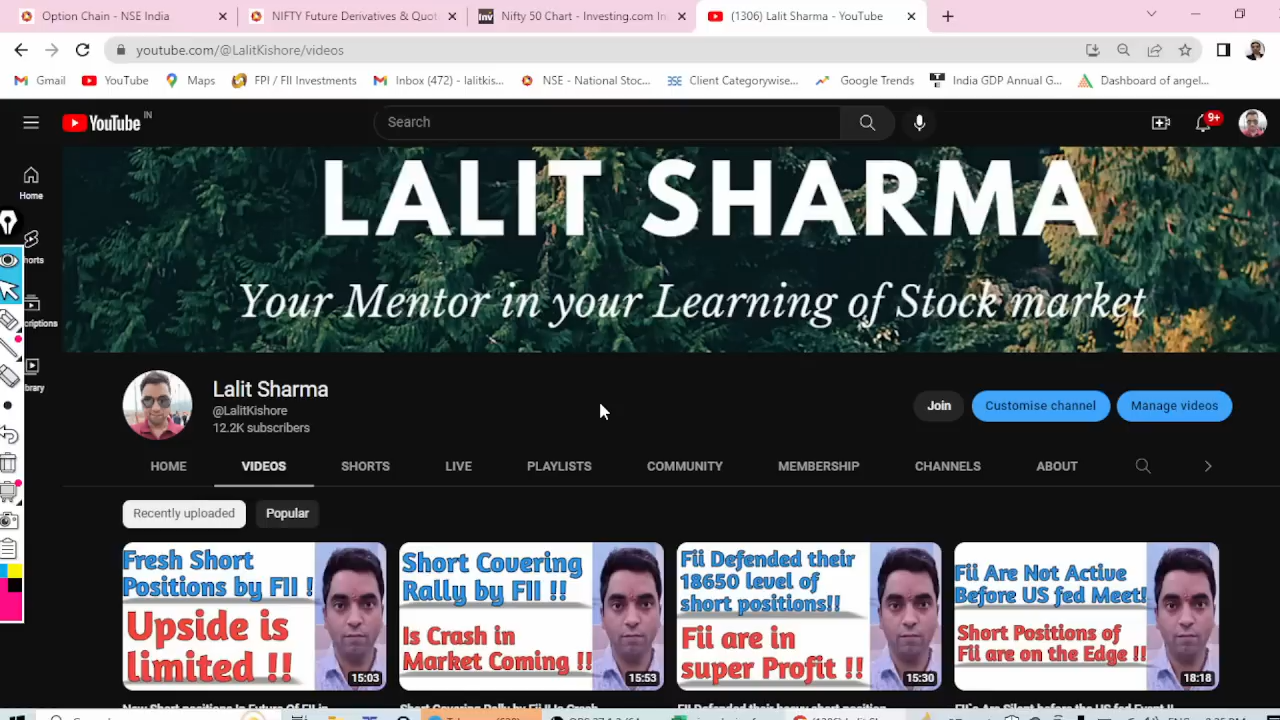 Option Chain - NSE India
NIFTY Future Derivatives & Quot
Nifty 50 Chart - Investing.com In
(1306) Lalit Sharma - YouTube
youtube.com/@LalitKishore/videos
Gmail
YouTube
Maps
FPI / FII Investments
Inbox (472) - lalitkis...
NSE - National Stoc...
Client Categorywise...
Google Trends
India GDP Annual G...
Dashboard of angel...
YouTube IN
Search
9+
LALIT SHARMA
Your Mentor in your Learning of Stock market
Home
horts
criptions
brary
Lalit Sharma
@LalitKishore
12.2K subscribers
Join
Customise channel
Manage videos
HOME
VIDEOS
SHORTS
LIVE
PLAYLISTS
COMMUNITY
MEMBERSHIP
CHANNELS
ABOUT
Recently uploaded
Popular
Fresh Short
Positions by FII !
Upside is
limited !!
15:03
Short Covering
Rally by FII !!
Is Crash in
Market Coming !!
15:53
Fii Defended their
18650 level of
short positions!!
Fii are in
super Profit !!
15:30
Fii Are Not Active
Before US fed Meet!
Short Positions of
Fii are on the Edge !!
18:18